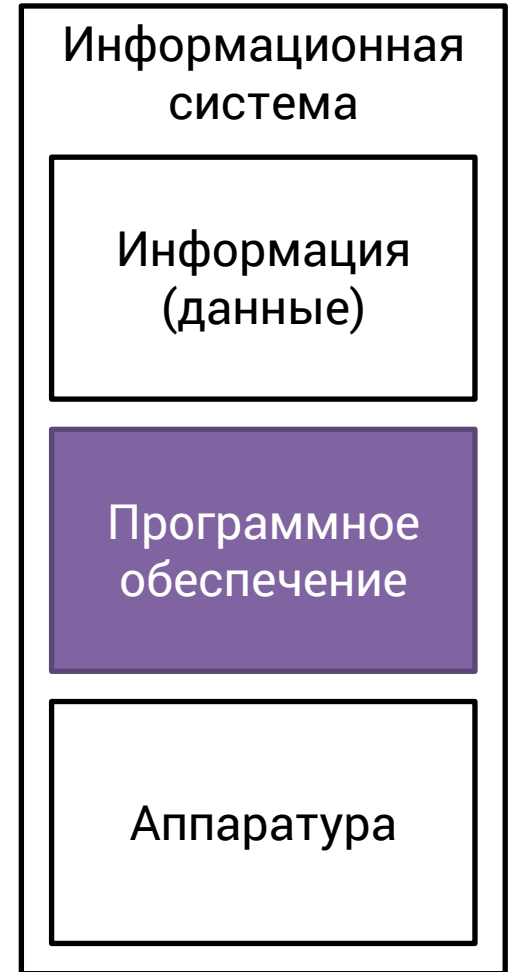 Информационная
система
Информация
(данные)
Программное
обеспечение
Аппаратура